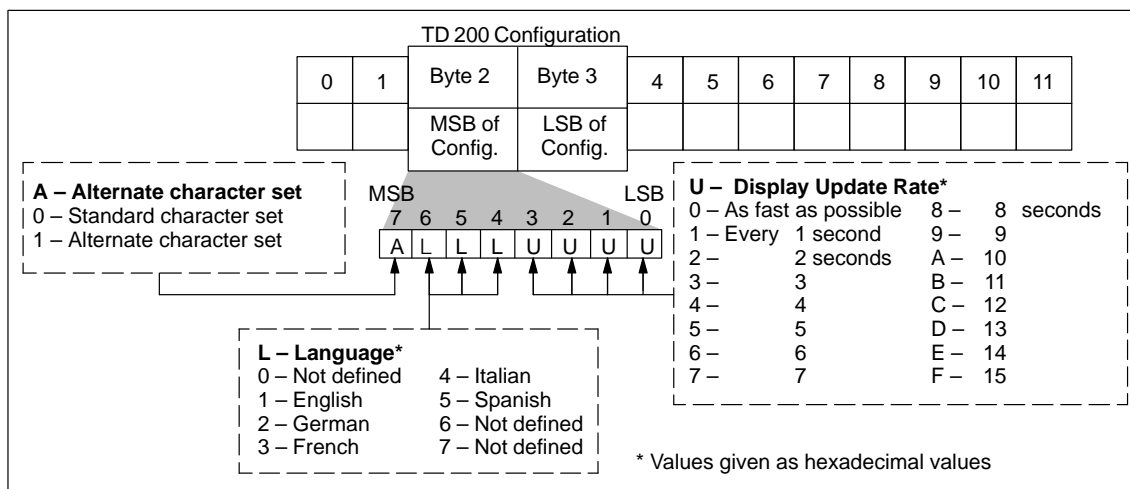 TD 200 Configuration
0 1 Byte 2 Byte 3 4 5 6 7 8 9 10 11
MSB of Config. LSB of Config.
A – Alternate character set
0 – Standard character set
1 – Alternate character set
MSB LSB
7 6 5 4 3 2 1 0
A L L L U U U U
U – Display Update Rate*
0 – As fast as possible 8 – 8 seconds
1 – Every 1 second 9 – 9
2 – 2 seconds A – 10
3 – 3 B – 11
4 – 4 C – 12
5 – 5 D – 13
6 – 6 E – 14
7 – 7 F – 15
L – Language*
0 – Not defined 4 – Italian
1 – English 5 – Spanish
2 – German 6 – Not defined
3 – French 7 – Not defined
* Values given as hexadecimal values